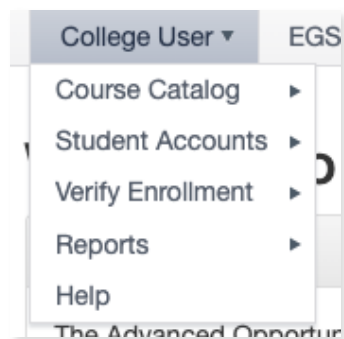 College User ▾ EGS
Course Catalog ▸
Student Accounts ▸
Verify Enrollment ▸
Reports ▸
Help
The Advanced